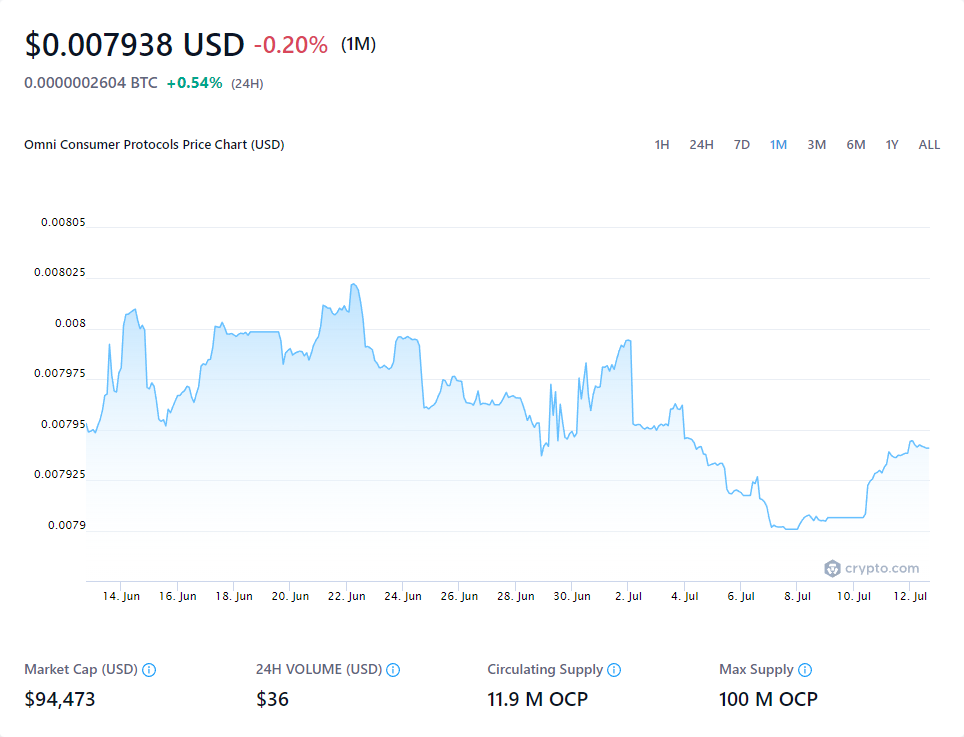 $0.007938 USD -0.20% (1M)
0.0000002604 BTC +0.54% (24H)
Omni Consumer Protocols Price Chart (USD) 1H 24H 7D 1M 3M 6M 1Y ALL
0.00805
0.008025
0.008
0.007975
0.00795
0.007925
0.0079
crypto.com
14. Jun 16. Jun 18. Jun 20. Jun 22. Jun 24. Jun 26. Jun 28. Jun 30. Jun 2. Jul 4. Jul 6. Jul 8. Jul 10. Jul 12. Jul
Market Cap (USD) 24H VOLUME (USD) Circulating Supply Max Supply
$94,473 $36 11.9 M OCP 100 M OCP